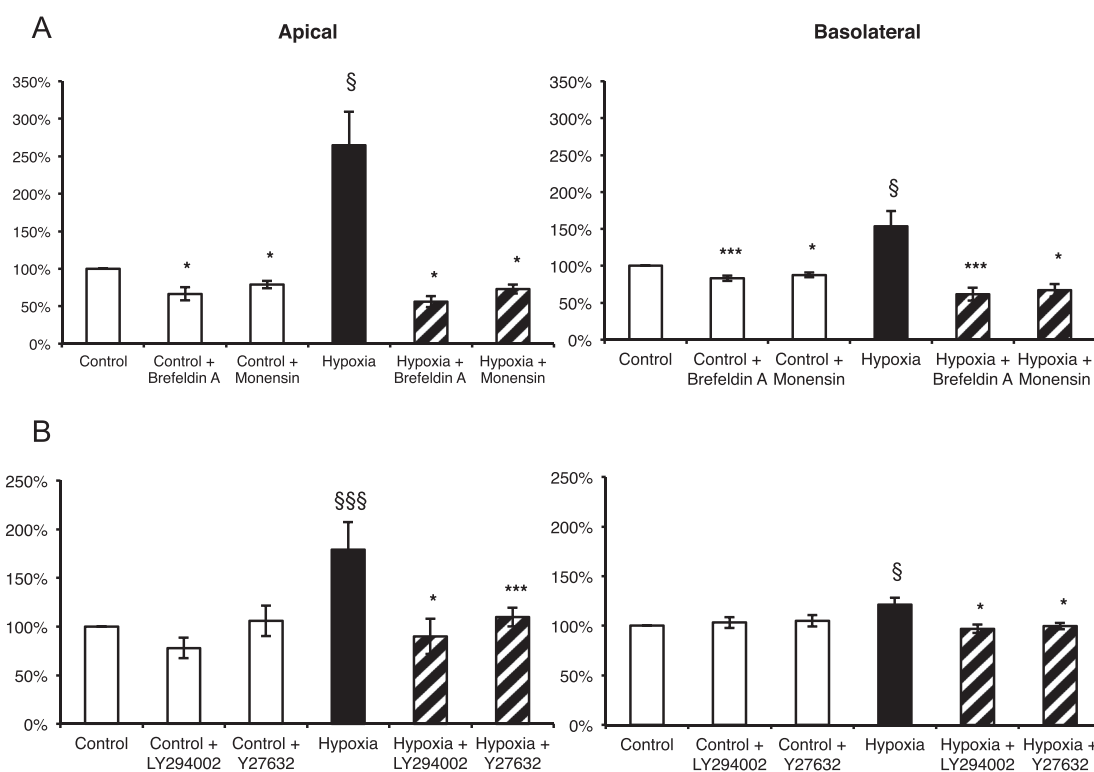 A
Apical
Basolateral
350%
300%
250%
200%
150%
100%
50%
0%
§
*
*
*
*
Control
Control +
Brefeldin A
Control +
Monensin
Hypoxia
Hypoxia +
Brefeldin A
Hypoxia +
Monensin
350%
300%
250%
200%
150%
100%
50%
0%
***
*
§
***
*
Control
Control +
Brefeldin A
Control +
Monensin
Hypoxia
Hypoxia +
Brefeldin A
Hypoxia +
Monensin
B
250%
200%
150%
100%
50%
0%
§§§
*
***
Control
Control +
LY294002
Control +
Y27632
Hypoxia
Hypoxia +
LY294002
Hypoxia +
Y27632
250%
200%
150%
100%
50%
0%
§
*
*
Control
Control +
LY294002
Control +
Y27632
Hypoxia
Hypoxia +
LY294002
Hypoxia +
Y27632